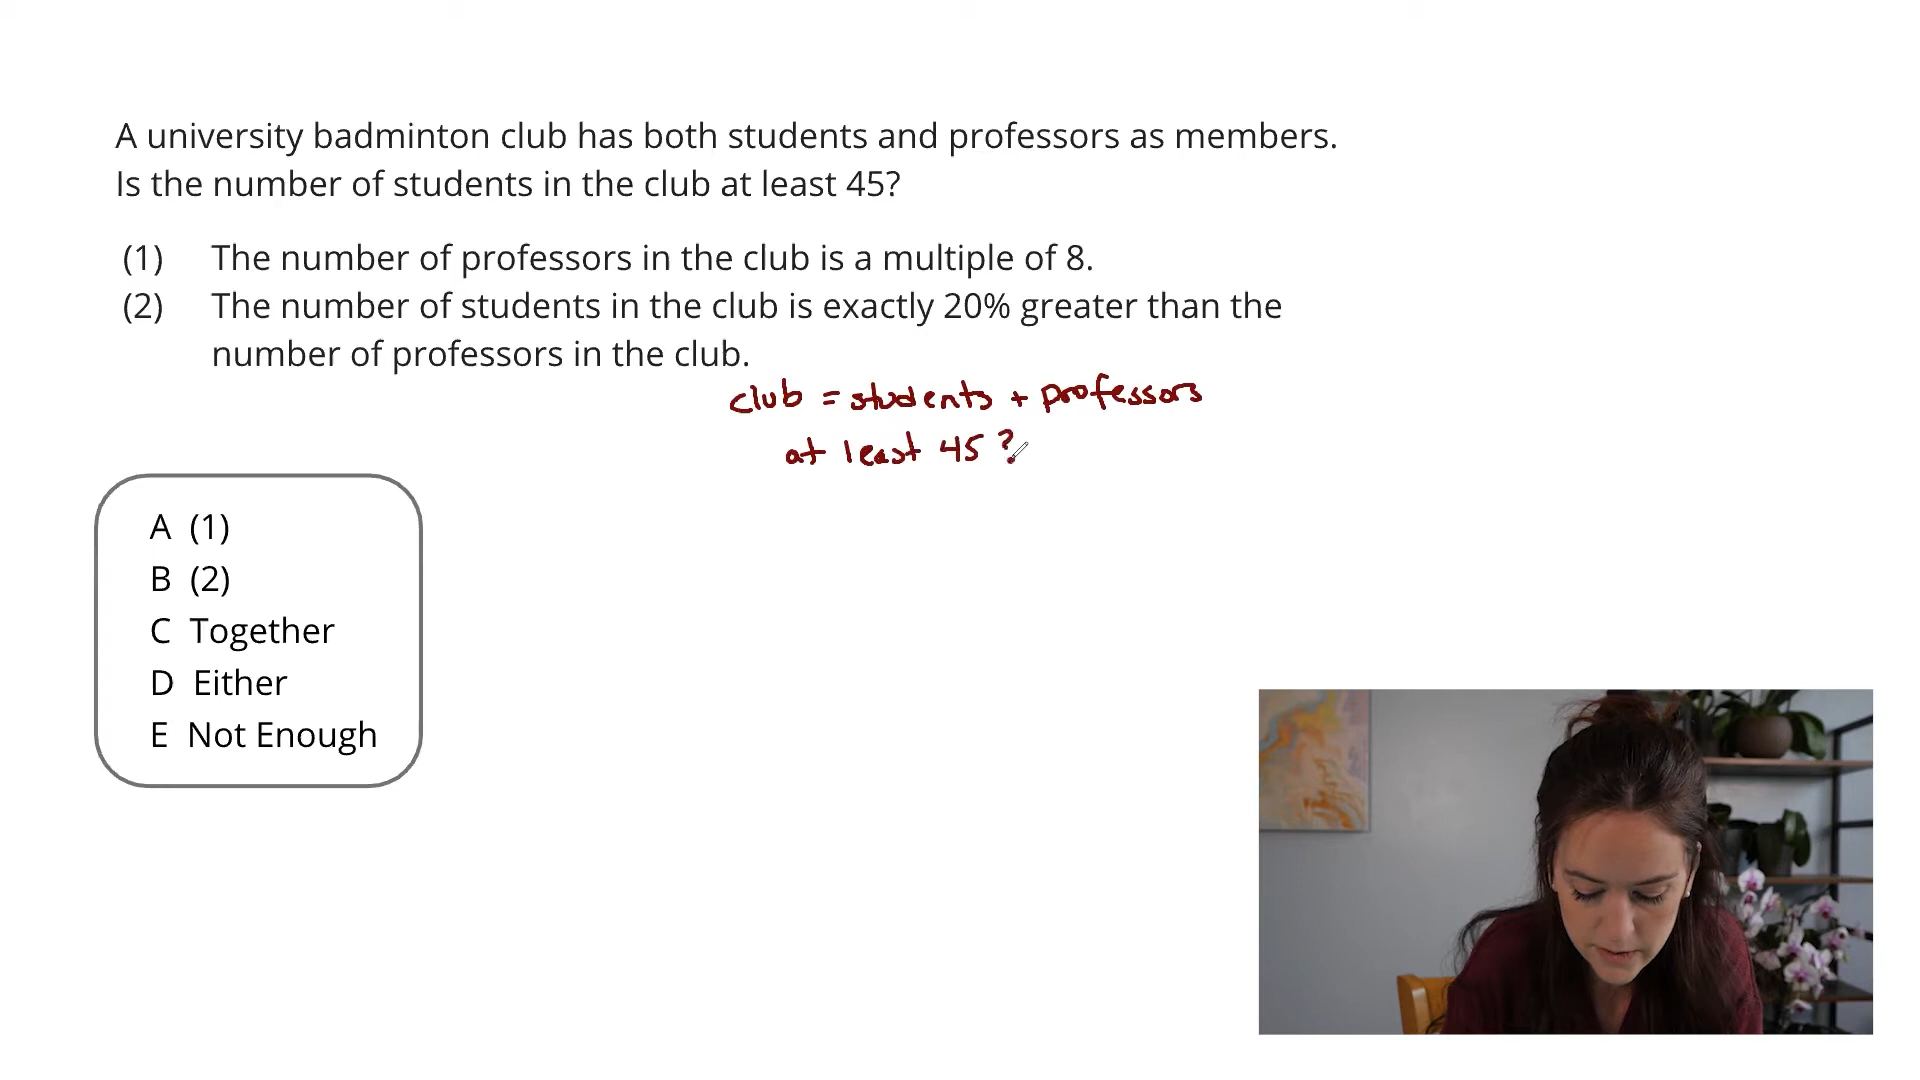 A university badminton club has both students and professors as members.
Is the number of students in the club at least 45?
(1) The number of professors in the club is a multiple of 8.
(2) The number of students in the club is exactly 20% greater than the
number of professors in the club.
club = students + professors
at least 45 ?
A (1)
B (2)
C Together
D Either
E Not Enough